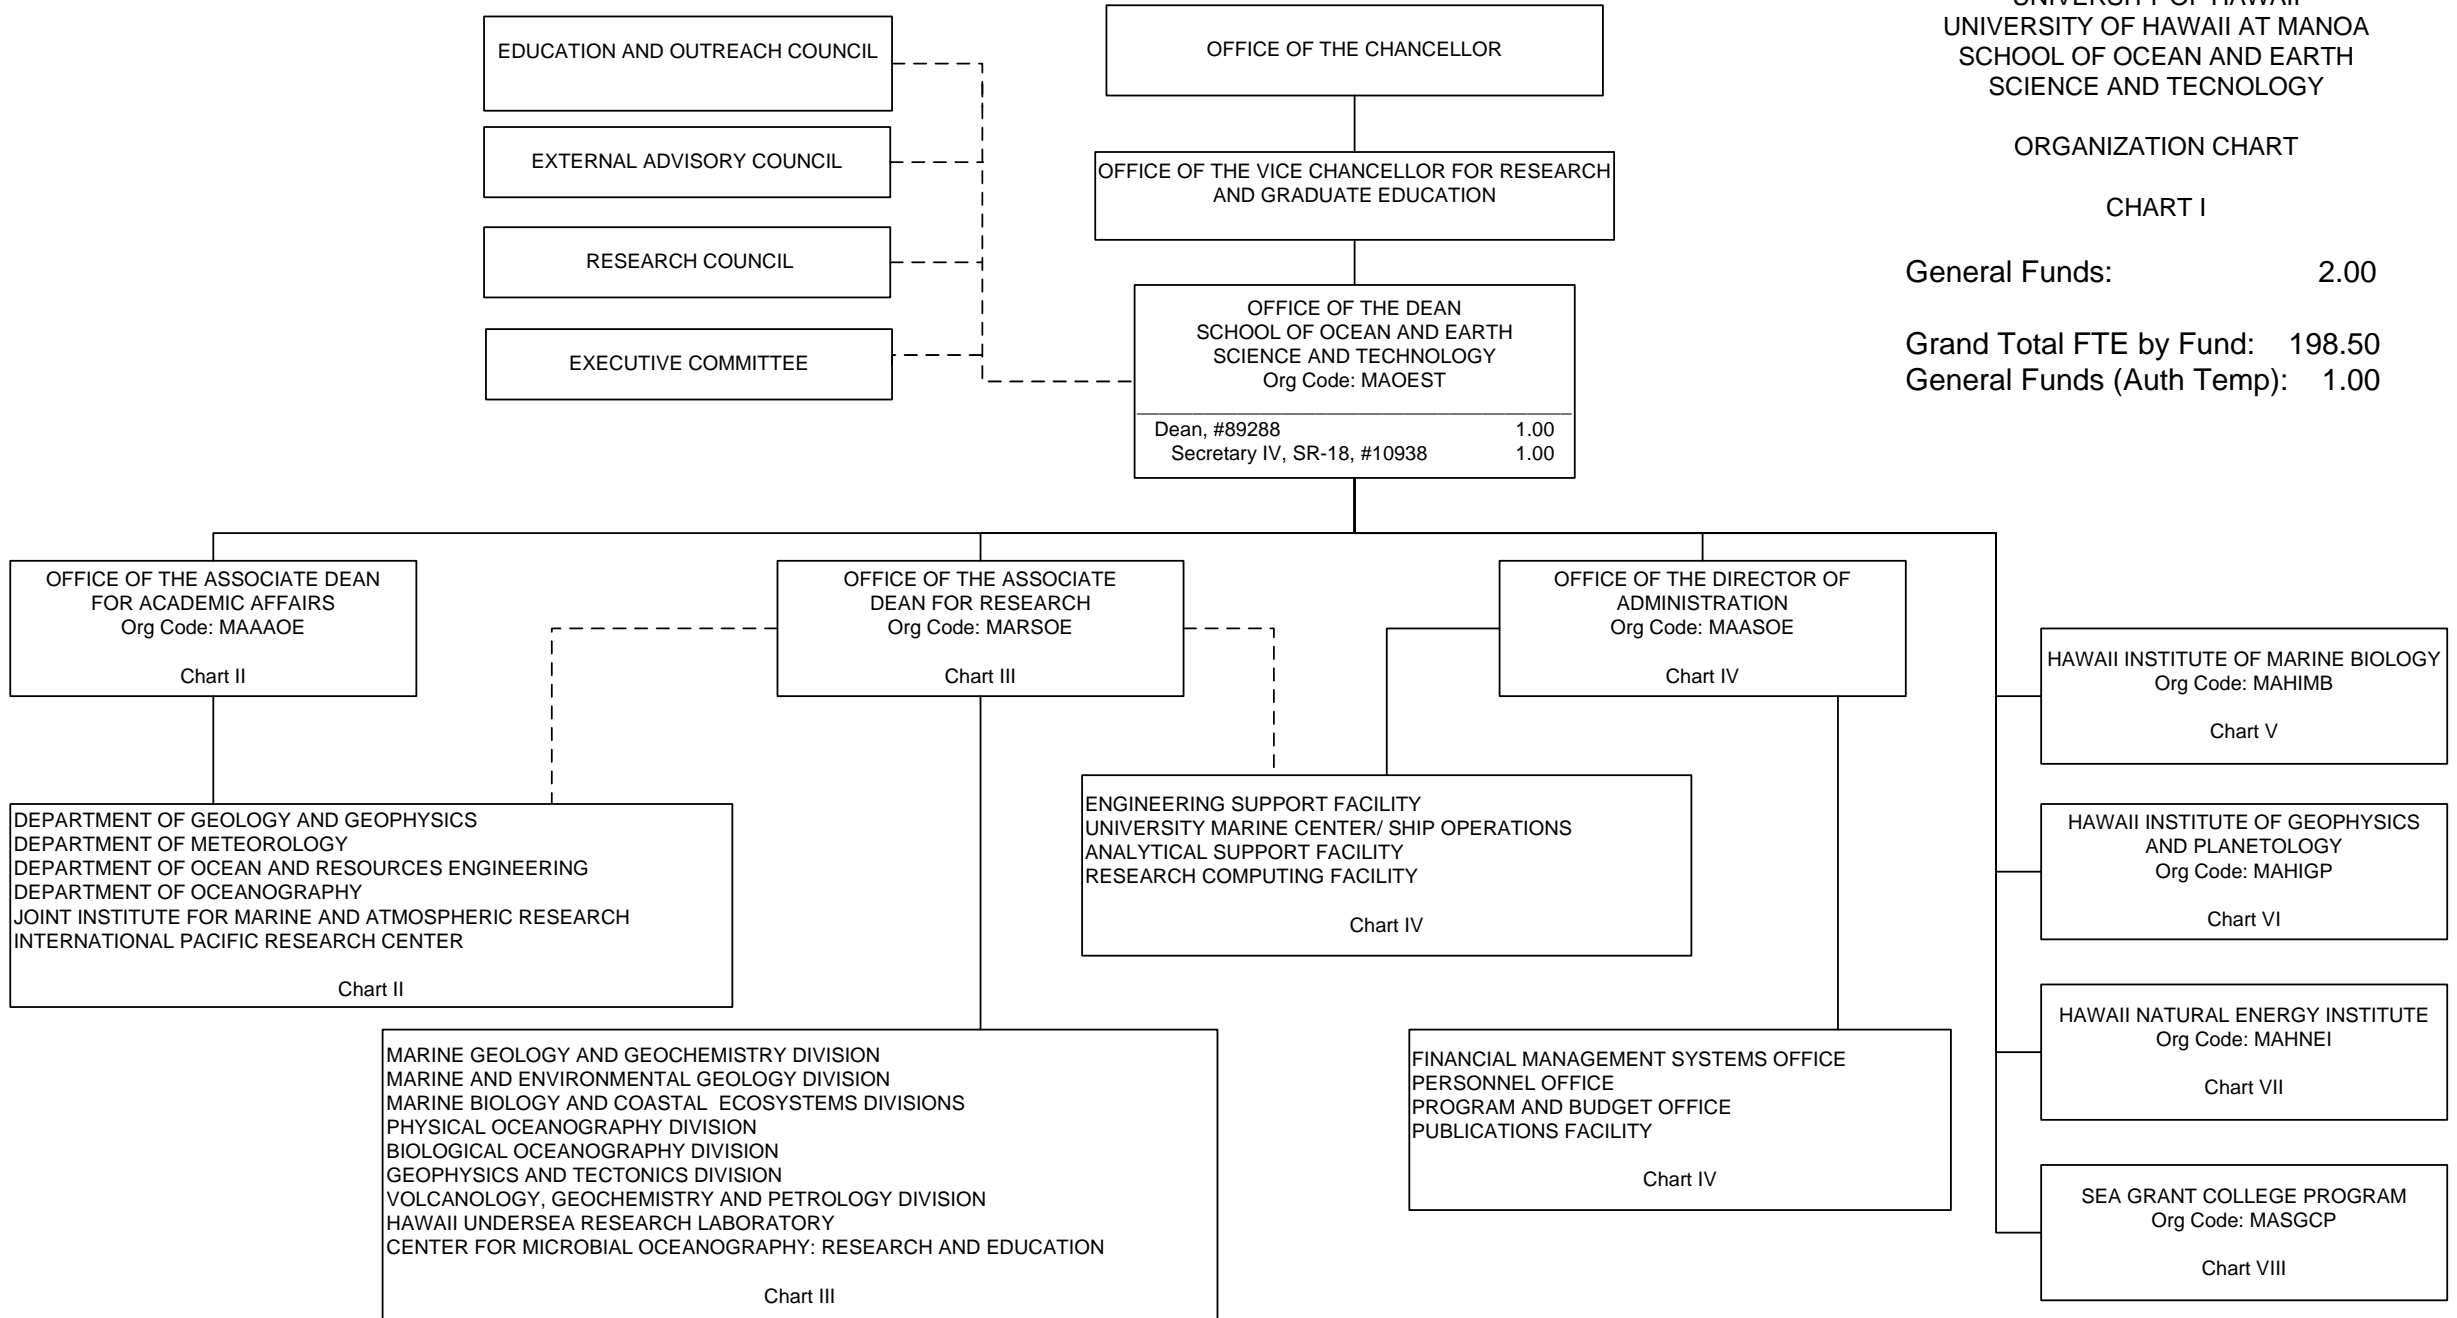 UNIVERSITY OF HAWAII
UNIVERSITY OF HAWAII AT MANOA
SCHOOL OF OCEAN AND EARTH
SCIENCE AND TECNOLOGY
ORGANIZATION CHART
CHART I
General Funds: 2.00
Grand Total FTE by Fund: 198.50
General Funds (Auth Temp): 1.00
EDUCATION AND OUTREACH COUNCIL
EXTERNAL ADVISORY COUNCIL
RESEARCH COUNCIL
EXECUTIVE COMMITTEE
OFFICE OF THE CHANCELLOR
OFFICE OF THE VICE CHANCELLOR FOR RESEARCH
AND GRADUATE EDUCATION
OFFICE OF THE DEAN
SCHOOL OF OCEAN AND EARTH
SCIENCE AND TECHNOLOGY
Org Code: MAOEST
Dean, #89288 1.00
Secretary IV, SR-18, #10938 1.00
OFFICE OF THE ASSOCIATE DEAN
FOR ACADEMIC AFFAIRS
Org Code: MAAAOE
Chart II
OFFICE OF THE ASSOCIATE
DEAN FOR RESEARCH
Org Code: MARSOE
Chart III
OFFICE OF THE DIRECTOR OF
ADMINISTRATION
Org Code: MAASOE
Chart IV
HAWAII INSTITUTE OF MARINE BIOLOGY
Org Code: MAHIMB
Chart V
DEPARTMENT OF GEOLOGY AND GEOPHYSICS
DEPARTMENT OF METEOROLOGY
DEPARTMENT OF OCEAN AND RESOURCES ENGINEERING
DEPARTMENT OF OCEANOGRAPHY
JOINT INSTITUTE FOR MARINE AND ATMOSPHERIC RESEARCH
INTERNATIONAL PACIFIC RESEARCH CENTER
Chart II
ENGINEERING SUPPORT FACILITY
UNIVERSITY MARINE CENTER/ SHIP OPERATIONS
ANALYTICAL SUPPORT FACILITY
RESEARCH COMPUTING FACILITY
Chart IV
HAWAII INSTITUTE OF GEOPHYSICS
AND PLANETOLOGY
Org Code: MAHIGP
Chart VI
HAWAII NATURAL ENERGY INSTITUTE
Org Code: MAHNEI
Chart VII
MARINE GEOLOGY AND GEOCHEMISTRY DIVISION
MARINE AND ENVIRONMENTAL GEOLOGY DIVISION
MARINE BIOLOGY AND COASTAL ECOSYSTEMS DIVISIONS
PHYSICAL OCEANOGRAPHY DIVISION
BIOLOGICAL OCEANOGRAPHY DIVISION
GEOPHYSICS AND TECTONICS DIVISION
VOLCANOLOGY, GEOCHEMISTRY AND PETROLOGY DIVISION
HAWAII UNDERSEA RESEARCH LABORATORY
CENTER FOR MICROBIAL OCEANOGRAPHY: RESEARCH AND EDUCATION
Chart III
FINANCIAL MANAGEMENT SYSTEMS OFFICE
PERSONNEL OFFICE
PROGRAM AND BUDGET OFFICE
PUBLICATIONS FACILITY
Chart IV
SEA GRANT COLLEGE PROGRAM
Org Code: MASGCP
Chart VIII